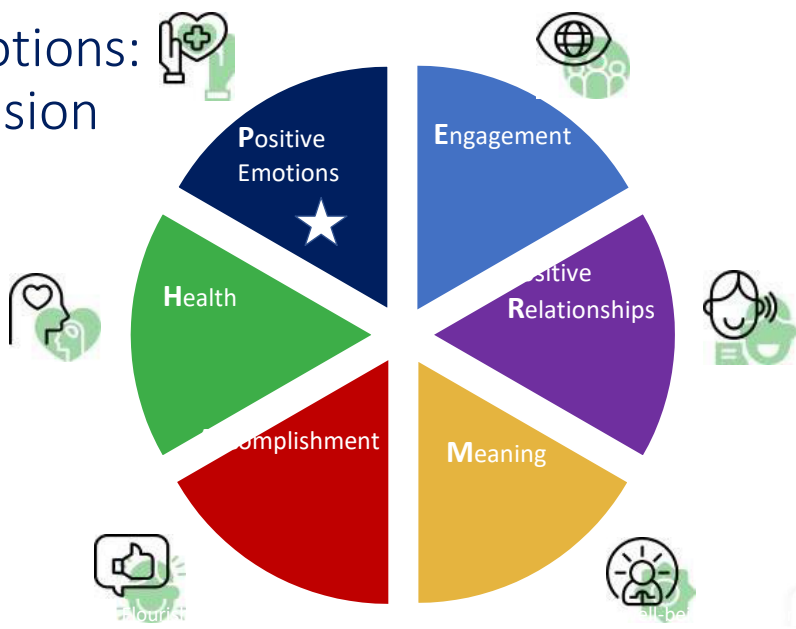 otions:
sion
Positive
Emotions
Engagement
Health
sitive
Relationships
omplishment
Meaning